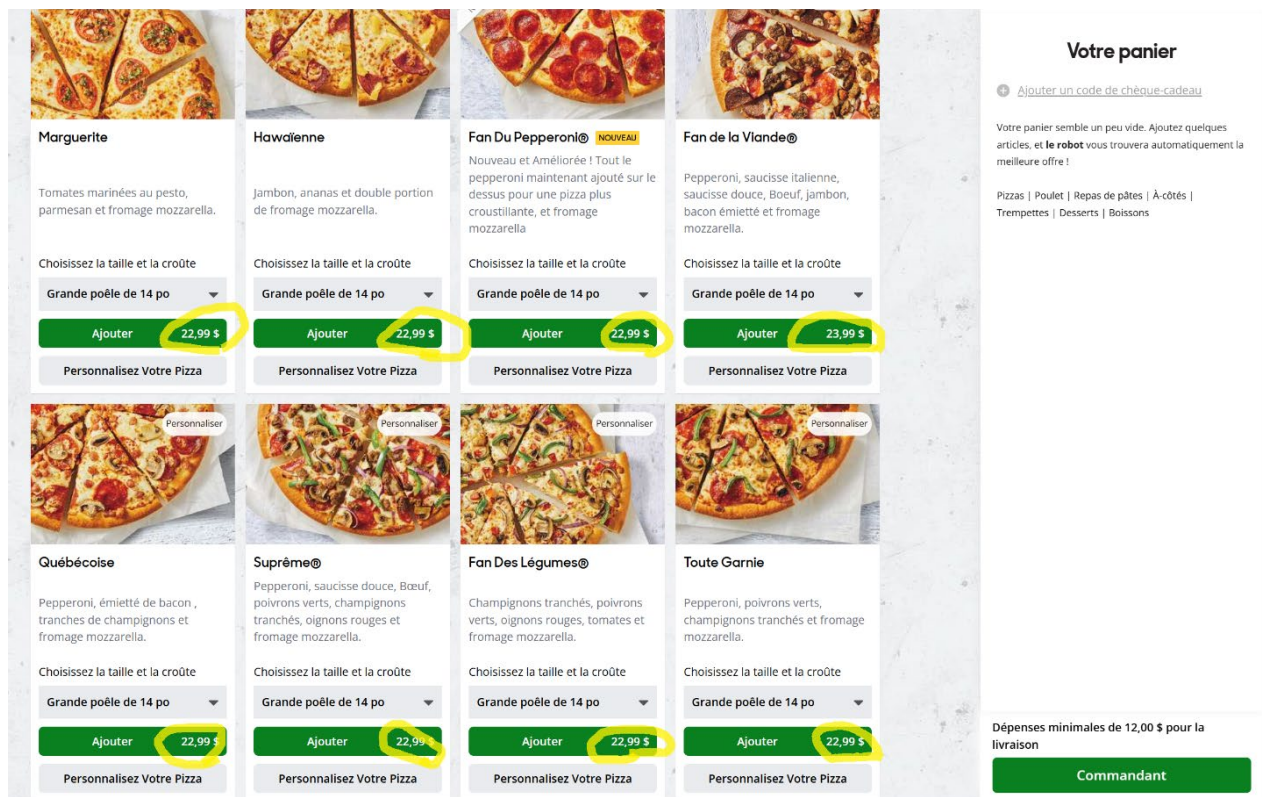 Marguerite
Tomates marinées au pesto,
parmesan et fromage mozzarella.
Choisissez la taille et la croûte
Grande poêle de 14 po
Ajouter 22,99 $
Personnalisez Votre Pizza
Hawaïenne
Jambon, ananas et double portion
de fromage mozzarella.
Choisissez la taille et la croûte
Grande poêle de 14 po
Ajouter 22,99 $
Personnalisez Votre Pizza
Fan Du Pepperoni® NOUVEAU
Nouveau et Améliorée ! Tout le
pepperoni maintenant ajouté sur le
dessus pour une pizza plus
croustillante, et fromage
mozzarella
Choisissez la taille et la croûte
Grande poêle de 14 po
Ajouter 22,99 $
Personnalisez Votre Pizza
Fan de la Viande®
Pepperoni, saucisse italienne,
saucisse douce, Boeuf, jambon,
bacon émietté et fromage
mozzarella.
Choisissez la taille et la croûte
Grande poêle de 14 po
Ajouter 23,99 $
Personnalisez Votre Pizza
Personnaliser
Québécoise
Pepperoni, émietté de bacon ,
tranches de champignons et
fromage mozzarella.
Choisissez la taille et la croûte
Grande poêle de 14 po
Ajouter 22,99 $
Personnalisez Votre Pizza
Personnaliser
Suprême®
Pepperoni, saucisse douce, Bœuf,
poivrons verts, champignons
tranchés, oignons rouges et
fromage mozzarella.
Choisissez la taille et la croûte
Grande poêle de 14 po
Ajouter 22,99 $
Personnalisez Votre Pizza
Personnaliser
Fan Des Légumes®
Champignons tranchés, poivrons
verts, oignons rouges, tomates et
fromage mozzarella.
Choisissez la taille et la croûte
Grande poêle de 14 po
Ajouter 22,99 $
Personnalisez Votre Pizza
Personnaliser
Toute Garnie
Pepperoni, poivrons verts,
champignons tranchés et fromage
mozzarella.
Choisissez la taille et la croûte
Grande poêle de 14 po
Ajouter 22,99 $
Personnalisez Votre Pizza
Votre panier
Ajouter un code de chèque-cadeau
Votre panier semble un peu vide. Ajoutez quelques
articles, et le robot vous trouvera automatiquement la
meilleure offre !
Pizzas | Poulet | Repas de pâtes | À-côtés |
Trempettes | Desserts | Boissons
Dépenses minimales de 12,00 $ pour la
livraison
Commandant